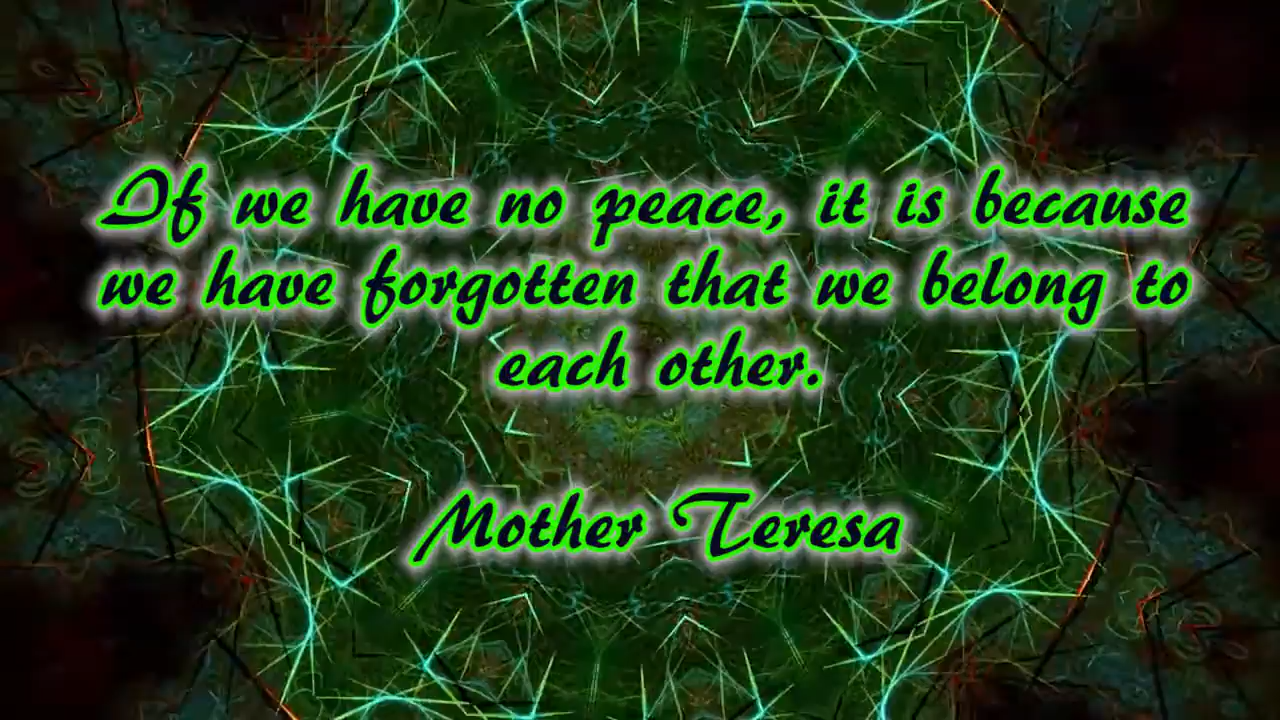 If we have no peace, it is because
we have forgotten that we belong to
each other.
Mother Teresa